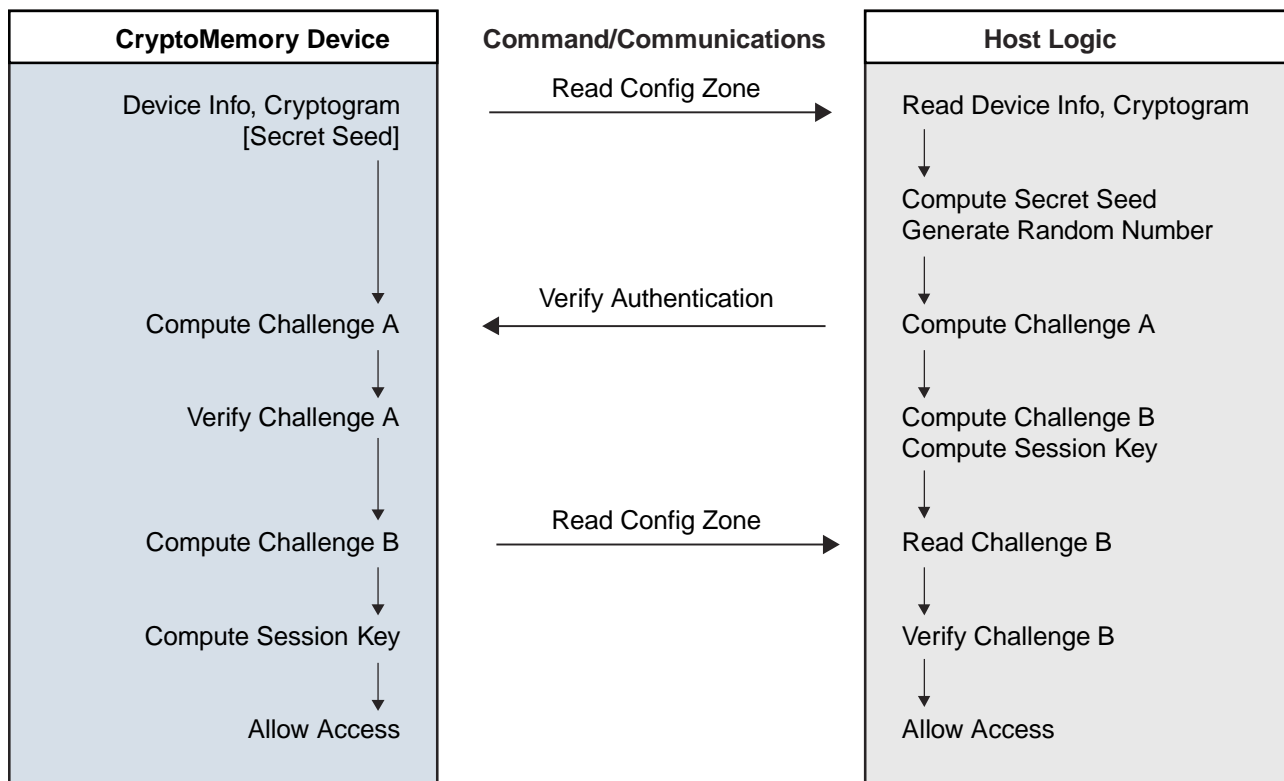 CryptoMemory Device
Command/Communications
Host Logic
Device Info, Cryptogram
[Secret Seed]
Read Config Zone
Read Device Info, Cryptogram
Compute Secret Seed
Generate Random Number
Compute Challenge A
Verify Authentication
Compute Challenge A
Verify Challenge A
Compute Challenge B
Compute Session Key
Compute Challenge B
Read Config Zone
Read Challenge B
Compute Session Key
Verify Challenge B
Allow Access
Allow Access